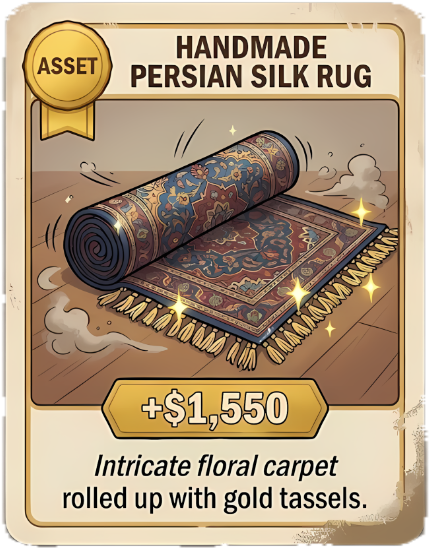 ASSET
HANDMADE
PERSIAN SILK RUG
+$1,550
Intricate floral carpet
rolled up with gold tassels.